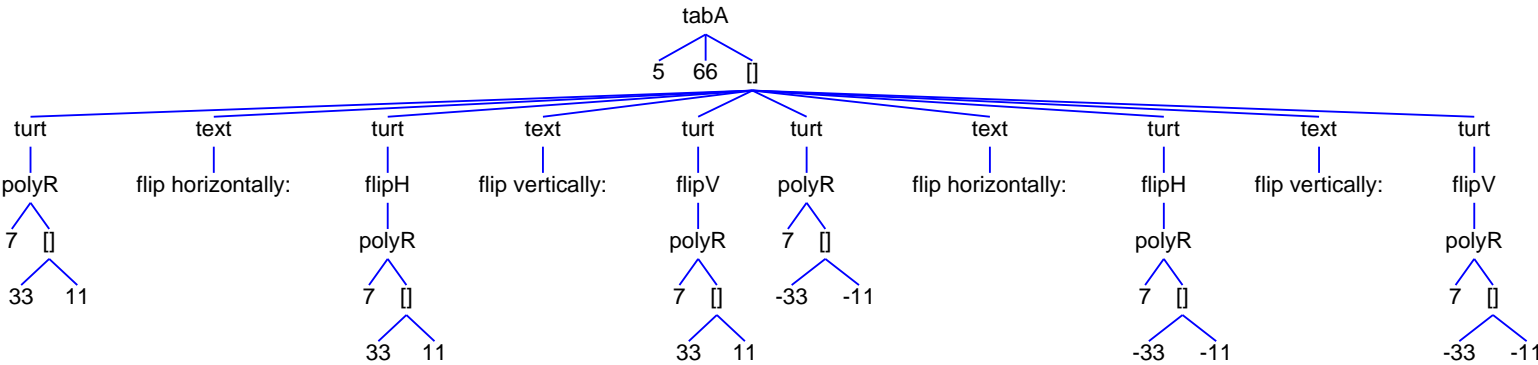 tabA
5 66 []
turt text turt text turt turt text turt text turt
polyR flip horizontally: flipH flip vertically: flipV polyR flip horizontally: flipH flip vertically: flipV
7 [] polyR polyR 7 [] polyR polyR
33 11 7 [] 7 [] -33 -11 7 [] 7 []
33 11 33 11 -33 -11 -33 -11